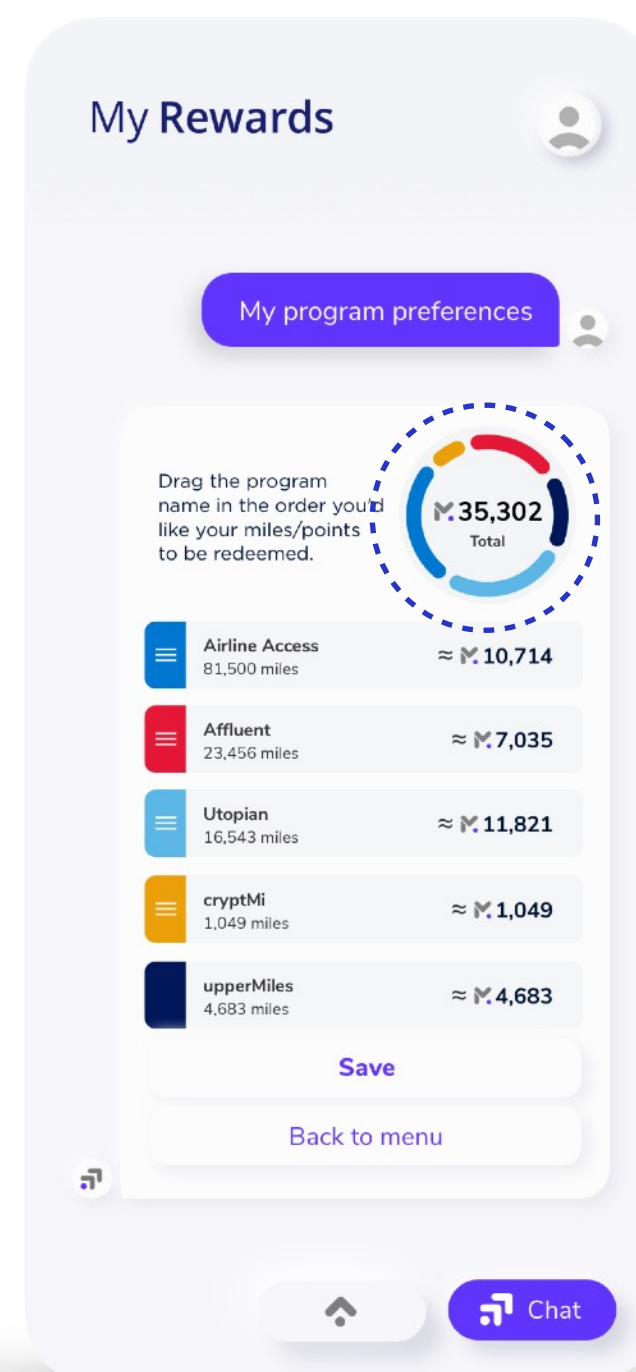 My Rewards
My program preferences
Drag the program
name in the order you'd
like your miles/points
to be redeemed.
35,302
Total
Airline Access
81,500 miles
≈ M. 10,714
Affluent
23,456 miles
≈ M. 7,035
Utopian
16,543 miles
≈ M. 11,821
cryptMi
1,049 miles
≈ M. 1,049
upperMiles
4,683 miles
≈ M. 4,683
Save
Back to menu
Chat